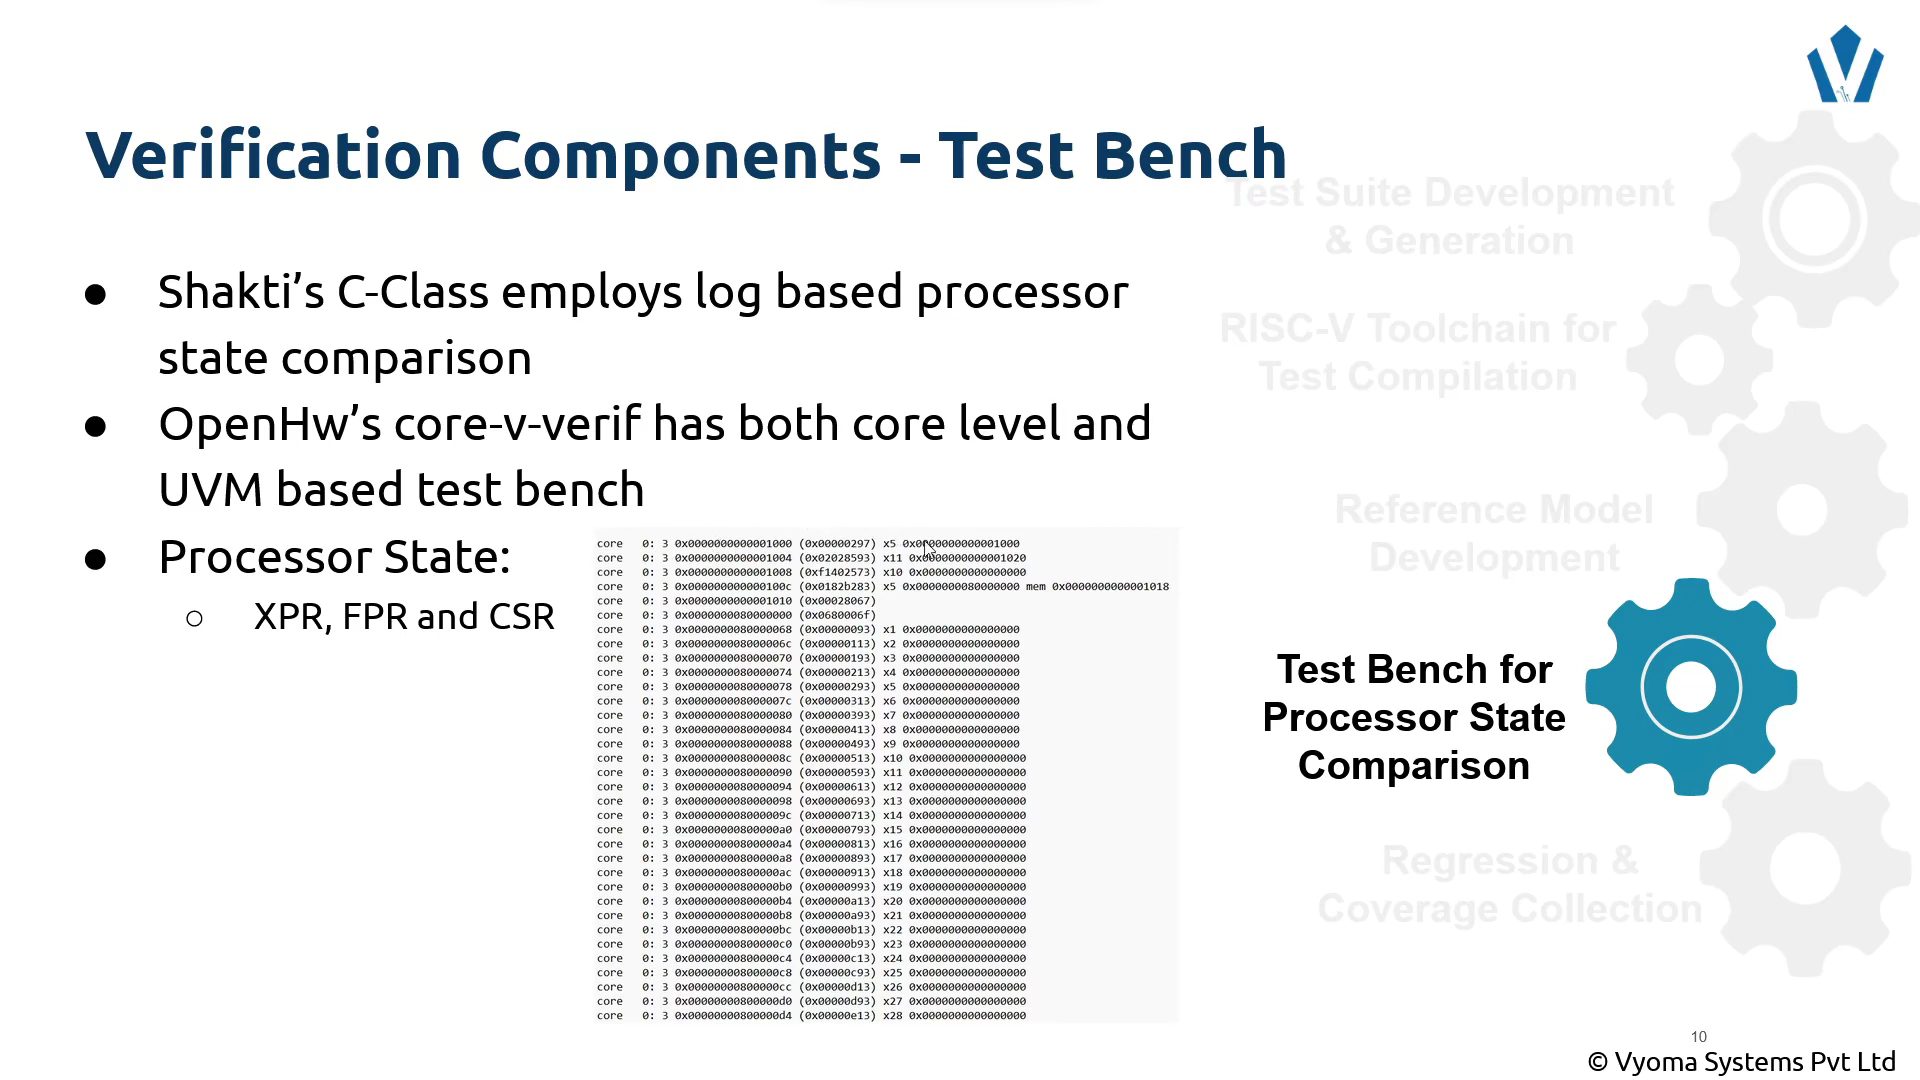 Verification Components - Test Bench
● Shakti’s C-Class employs log based processor
state comparison
● OpenHw’s core-v-verif has both core level and
UVM based test bench
● Processor State:
○ XPR, FPR and CSR
core 0: 3 0x0000000000001000 (0x00000297) x5 0x0000000000001000
core 0: 3 0x0000000000001004 (0x02028593) x11 0x0000000000001020
core 0: 3 0x0000000000001008 (0xf1402573) x10 0x0000000000000000
core 0: 3 0x000000000000100c (0x0182b283) x5 0x0000000080000000 mem 0x0000000000001018
core 0: 3 0x0000000000001010 (0x00028067)
core 0: 3 0x0000000080000000 (0x0680006f)
core 0: 3 0x0000000080000068 (0x00000093) x1 0x0000000000000000
core 0: 3 0x000000008000006c (0x00000113) x2 0x0000000000000000
core 0: 3 0x0000000080000070 (0x00000193) x3 0x0000000000000000
core 0: 3 0x0000000080000074 (0x00000213) x4 0x0000000000000000
core 0: 3 0x0000000080000078 (0x00000293) x5 0x0000000000000000
core 0: 3 0x000000008000007c (0x00000313) x6 0x0000000000000000
core 0: 3 0x0000000080000080 (0x00000393) x7 0x0000000000000000
core 0: 3 0x0000000080000084 (0x00000413) x8 0x0000000000000000
core 0: 3 0x0000000080000088 (0x00000493) x9 0x0000000000000000
core 0: 3 0x000000008000008c (0x00000513) x10 0x0000000000000000
core 0: 3 0x0000000080000090 (0x00000593) x11 0x0000000000000000
core 0: 3 0x0000000080000094 (0x00000613) x12 0x0000000000000000
core 0: 3 0x0000000080000098 (0x00000693) x13 0x0000000000000000
core 0: 3 0x000000008000009c (0x00000713) x14 0x0000000000000000
core 0: 3 0x00000000800000a0 (0x00000793) x15 0x0000000000000000
core 0: 3 0x00000000800000a4 (0x00000813) x16 0x0000000000000000
core 0: 3 0x00000000800000a8 (0x00000893) x17 0x0000000000000000
core 0: 3 0x00000000800000ac (0x00000913) x18 0x0000000000000000
core 0: 3 0x00000000800000b0 (0x00000993) x19 0x0000000000000000
core 0: 3 0x00000000800000b4 (0x00000a13) x20 0x0000000000000000
core 0: 3 0x00000000800000b8 (0x00000a93) x21 0x0000000000000000
core 0: 3 0x00000000800000bc (0x00000b13) x22 0x0000000000000000
core 0: 3 0x00000000800000c0 (0x00000b93) x23 0x0000000000000000
core 0: 3 0x00000000800000c4 (0x00000c13) x24 0x0000000000000000
core 0: 3 0x00000000800000c8 (0x00000c93) x25 0x0000000000000000
core 0: 3 0x00000000800000cc (0x00000d13) x26 0x0000000000000000
core 0: 3 0x00000000800000d0 (0x00000d93) x27 0x0000000000000000
core 0: 3 0x00000000800000d4 (0x00000e13) x28 0x0000000000000000
Test Suite Development
& Generation
RISC-V Toolchain for
Test Compilation
Reference Model
Development
Test Bench for
Processor State
Comparison
Regression &
Coverage Collection
10
© Vyoma Systems Pvt Ltd